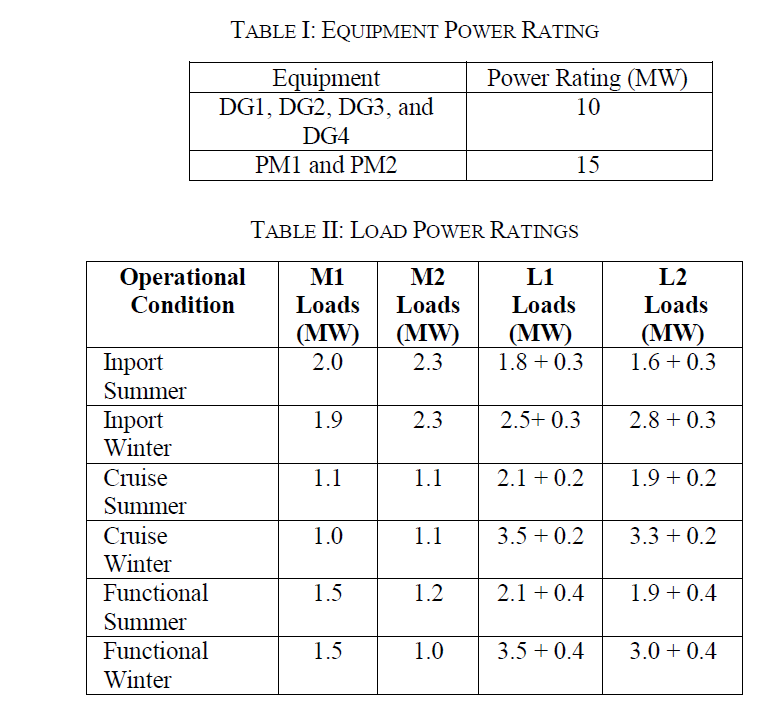 TABLE I: EQUIPMENT POWER RATING
Equipment Power Rating (MW)
DG1, DG2, DG3, and 10
DG4
PM1 and PM2 15
TABLE II: LOAD POWER RATINGS
Operational M1 M2 L1 L2
Condition Loads Loads Loads Loads
(MW) (MW) (MW) (MW)
Inport 2.0 2.3 1.8 + 0.3 1.6 + 0.3
Summer
Inport 1.9 2.3 2.5+ 0.3 2.8 + 0.3
Winter
Cruise 1.1 1.1 2.1 + 0.2 1.9 + 0.2
Summer
Cruise 1.0 1.1 3.5 + 0.2 3.3 + 0.2
Winter
Functional 1.5 1.2 2.1 + 0.4 1.9 + 0.4
Summer
Functional 1.5 1.0 3.5 + 0.4 3.0 + 0.4
Winter